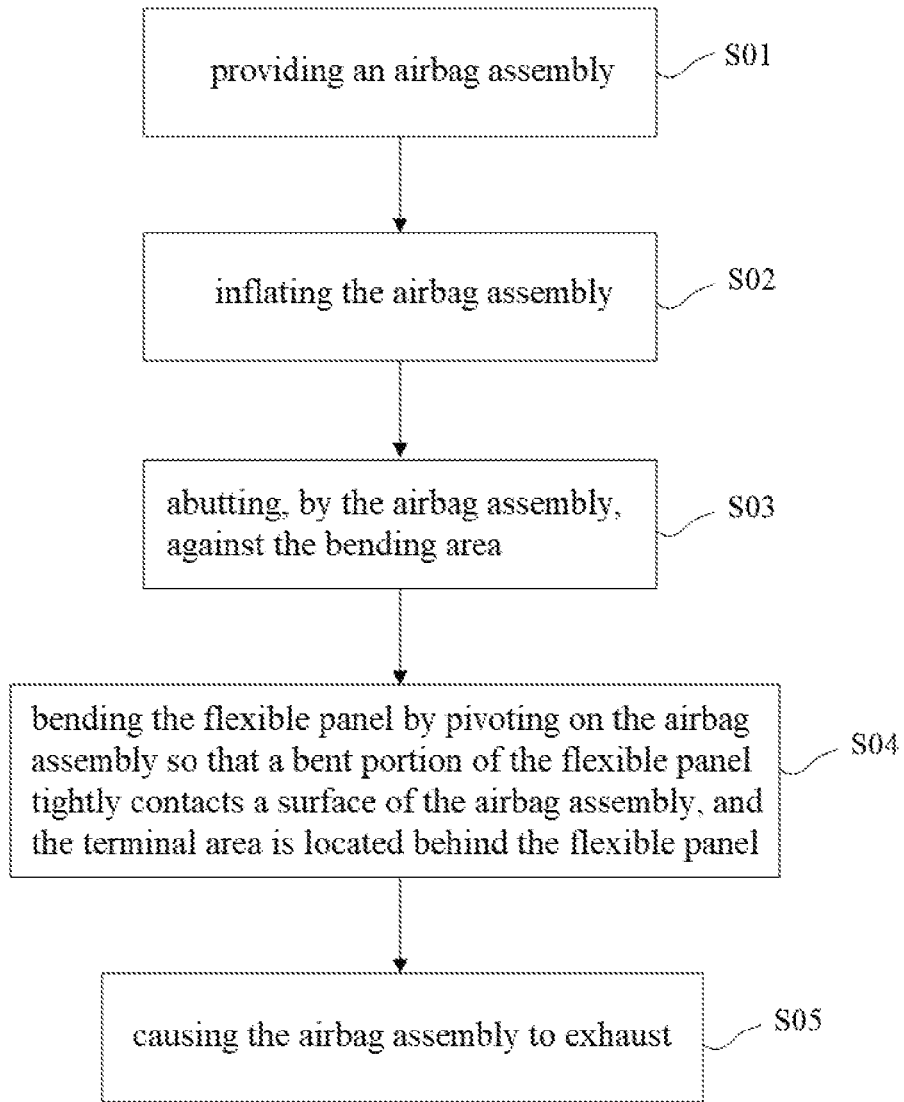 providing an airbag assembly
S01
inflating the airbag assembly
S02
abutting, by the airbag assembly,
against the bending area
S03
bending the flexible panel by pivoting on the airbag
assembly so that a bent portion of the flexible panel
tightly contacts a surface of the airbag assembly, and
the terminal area is located behind the flexible panel
S04
causing the airbag assembly to exhaust
S05